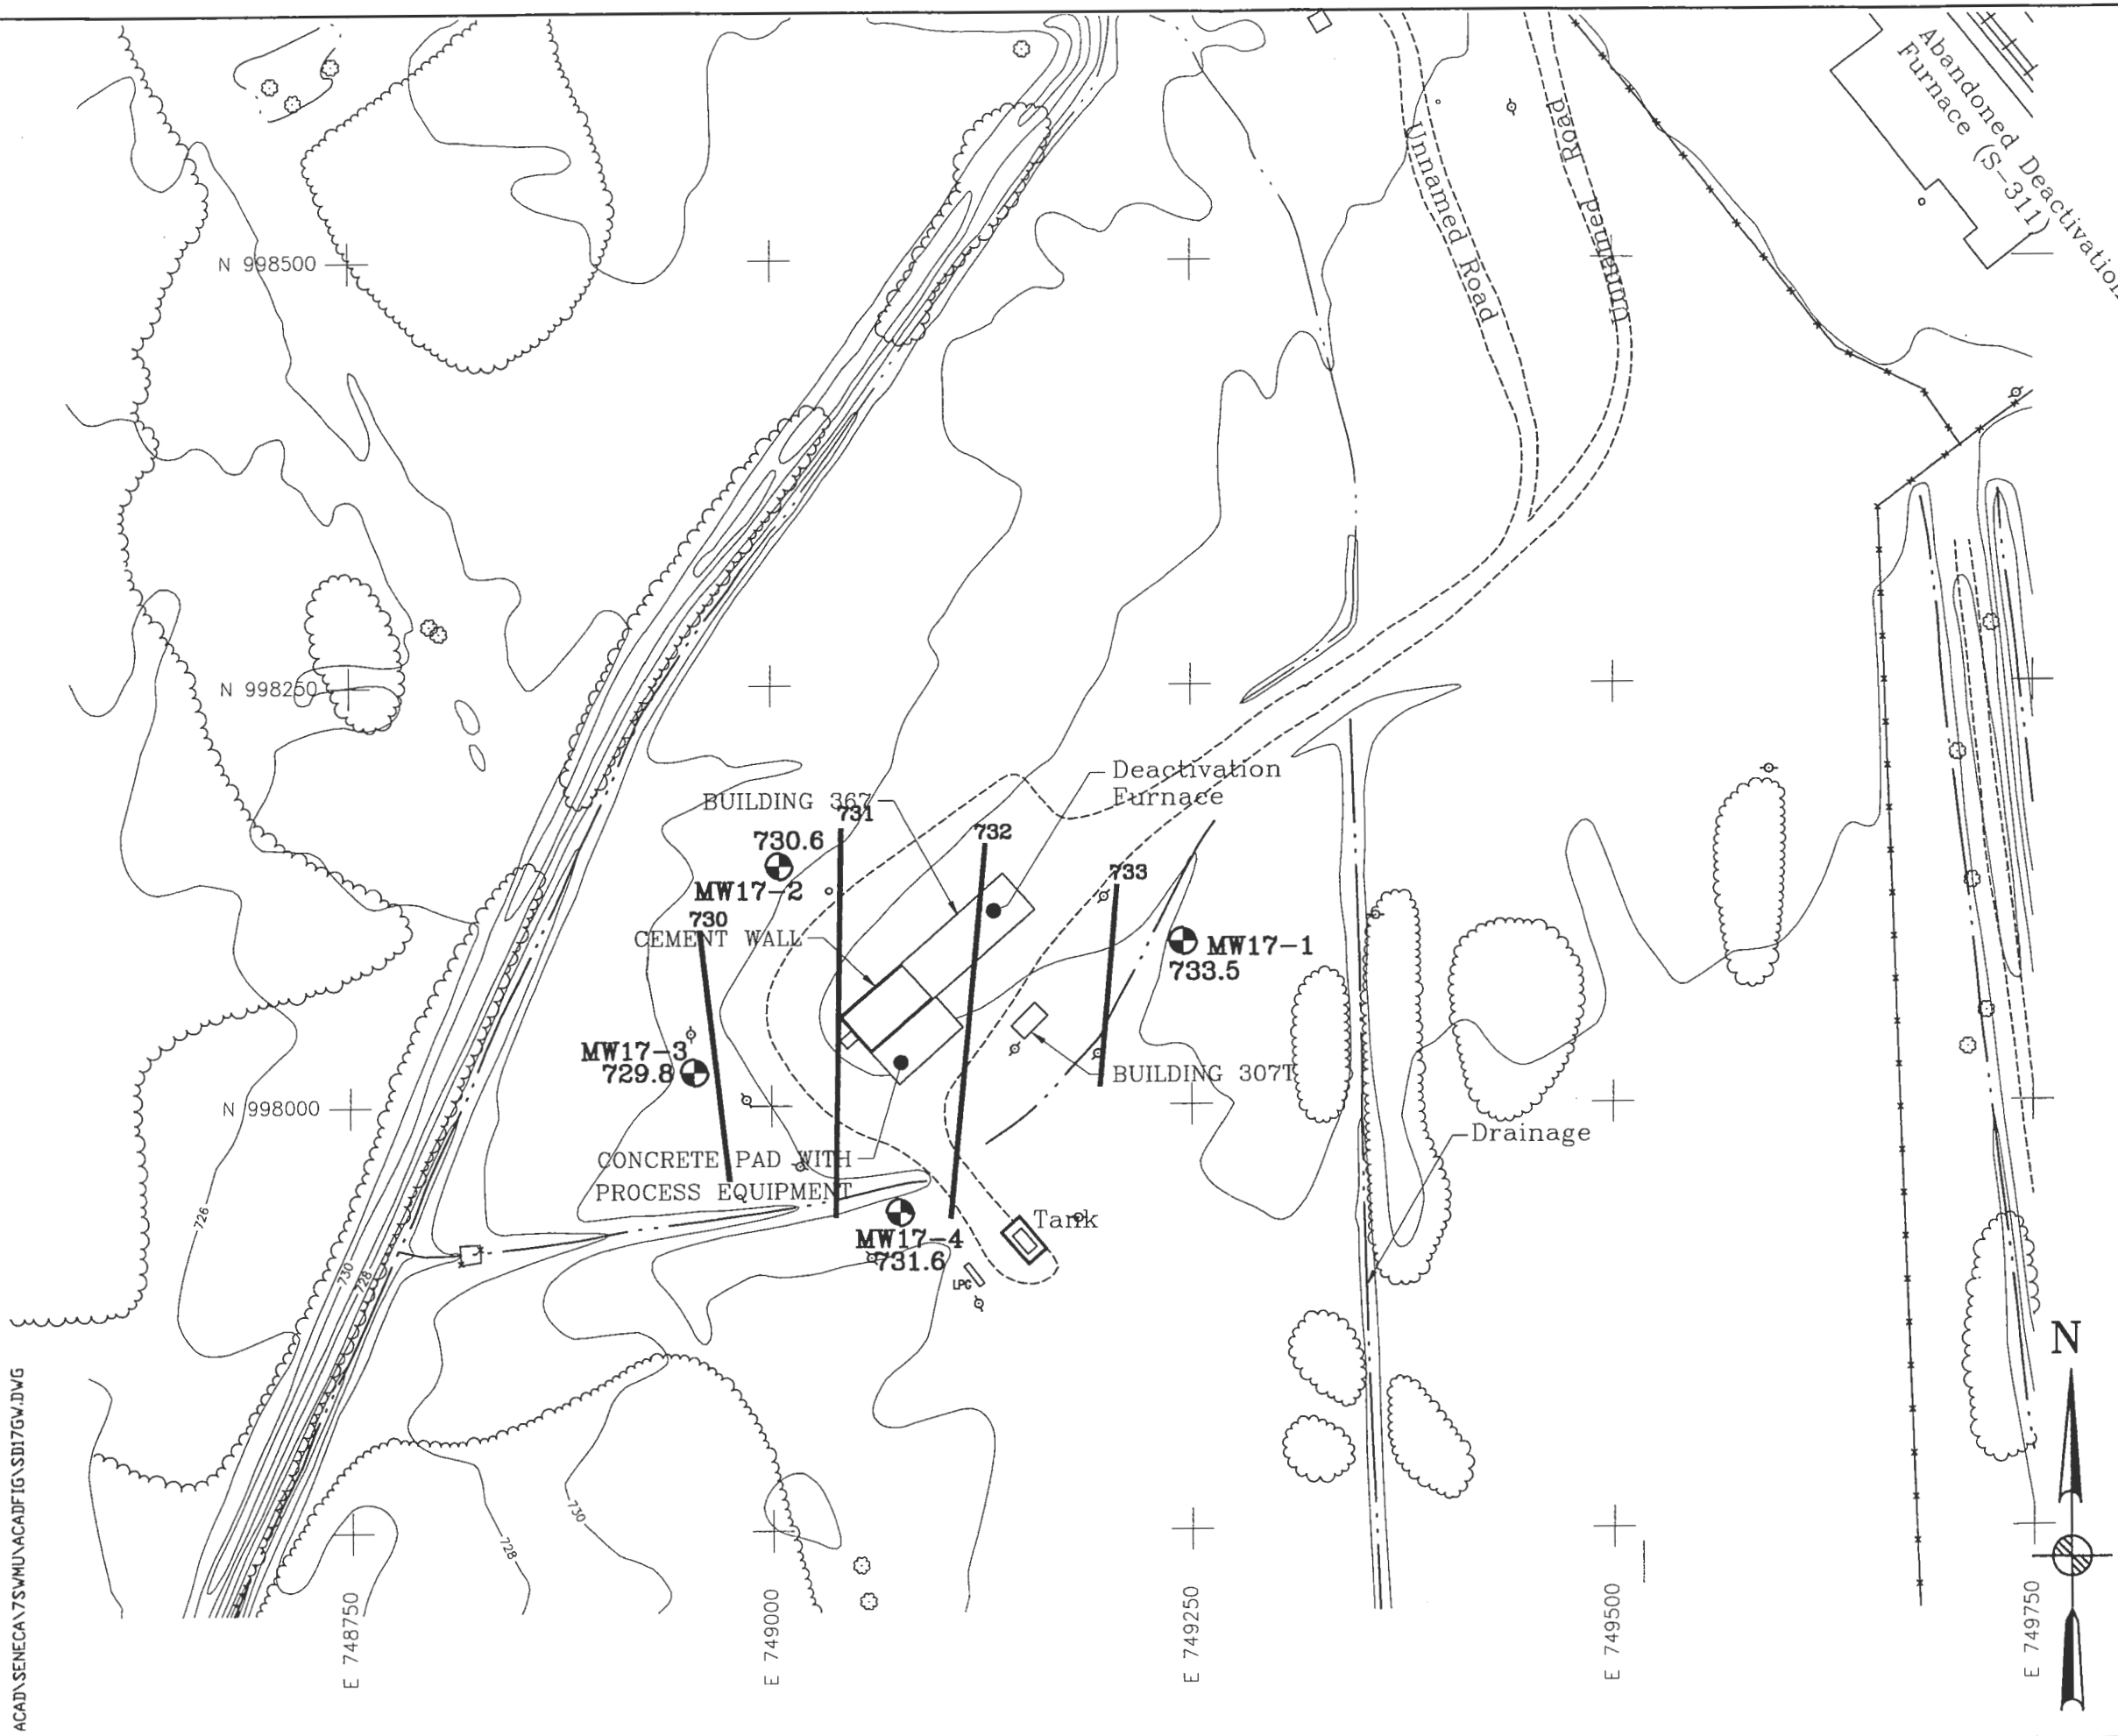 Abandoned Deactivation
Furnace (S-311)
Unnamed Road
Unnamed Road
N 998500
N 998250
Deactivation
Furnace
BUILDING 367
731
732
730.6
733
MW17-2
730
CEMENT WALL
MW17-1
733.5
MW17-3
729.8
BUILDING 307T
N 998000
Drainage
CONCRETE PAD WITH
PROCESS EQUIPMENT
726
Tank
MW17-4
731.6
LPG
730
728
N
730
728
E 748750
E 749000
E 749250
E 749500
E 749750
ACAD\SENECA\7SWMU\ACADFIG\SD17GW.DWG